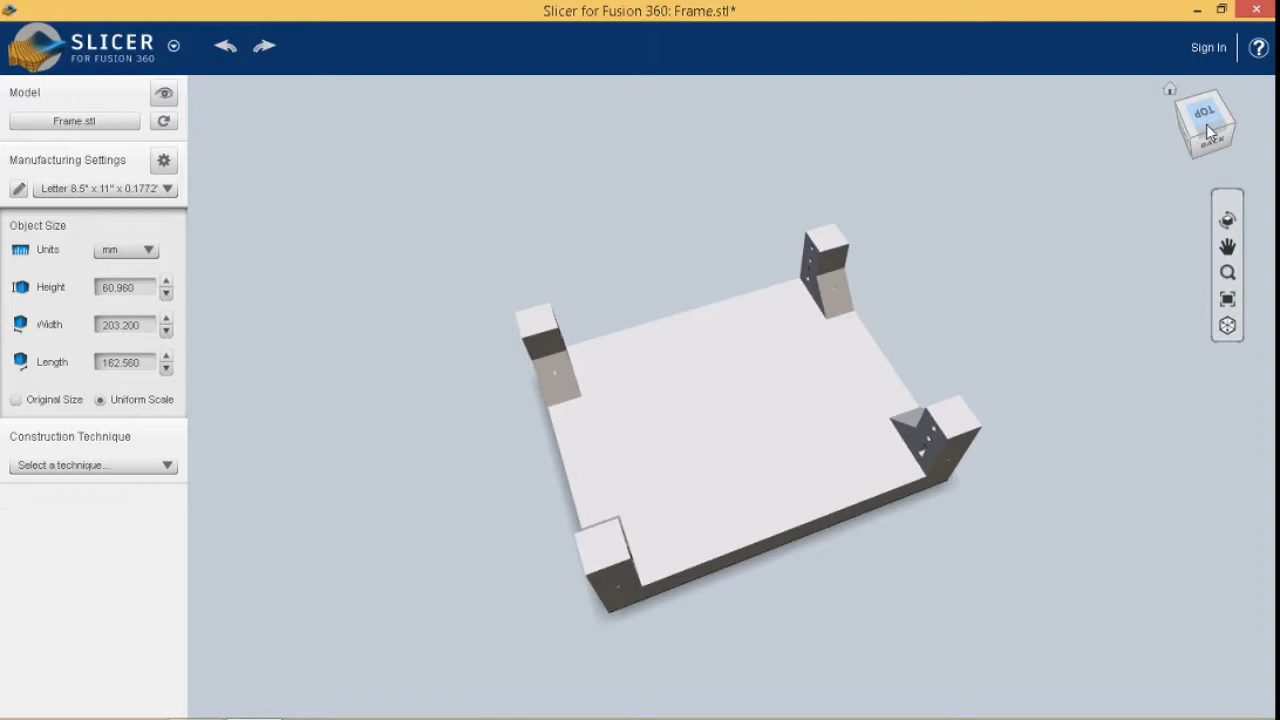 Slicer for Fusion 360: Frame.stl*
SLICER
FOR FUSION 360
Sign In
?
Model
Frame.stl
Manufacturing Settings
Letter 8.5" x 11" x 0.1772"
Object Size
Units
mm
Height
60.960
Width
203.200
Length
162.560
Original Size
Uniform Scale
Construction Technique
Select a technique...
TOP
BACK